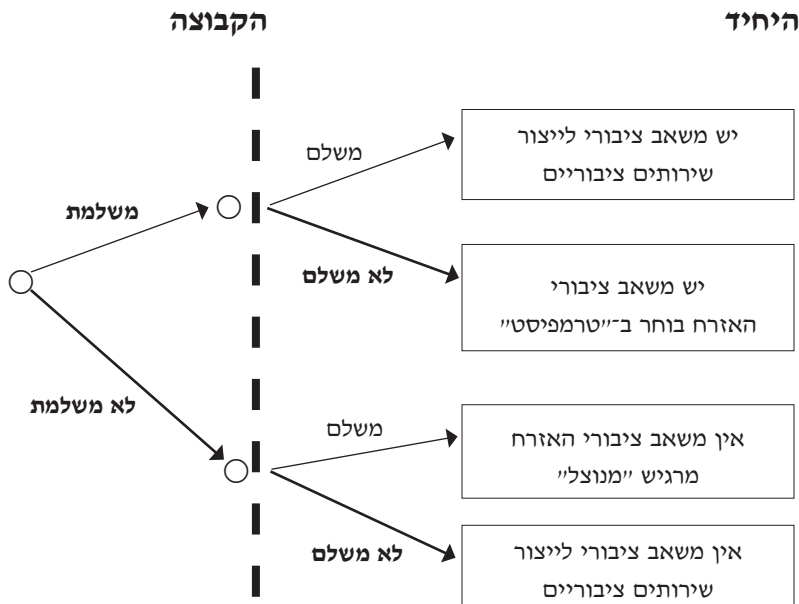 היחיד
הקבוצה
משלם
יש משאב ציבורי לייצור
שירותים ציבוריים
משלמת
לא משלם
יש משאב ציבורי
האזרח בוחר ב־״טרמפיסט״
לא משלמת
משלם
אין משאב ציבורי האזרח
מרגיש ״מנוצל״
לא משלם
אין משאב ציבורי לייצור
שירותים ציבוריים